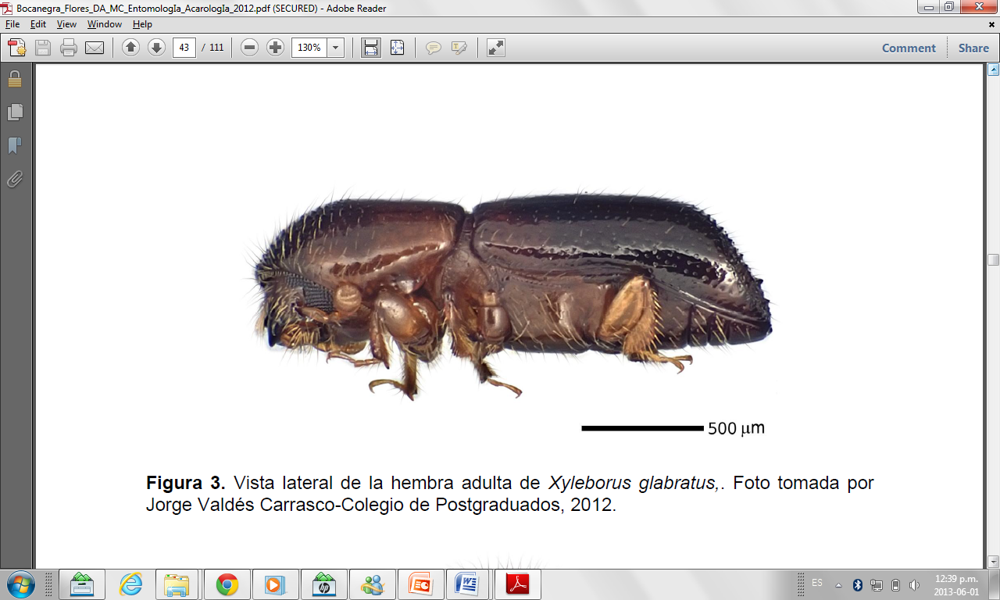 Bocanegra_Flores_DA_MC_EntomologIa_AcarologIa_2012.pdf (SECURED) - Adobe Reader
File Edit View Window Help
43 / 111 130% Comment Share
500 µm
Figura 3. Vista lateral de la hembra adulta de Xyleborus glabratus,. Foto tomada por
Jorge Valdés Carrasco-Colegio de Postgraduados, 2012.
ES 12:39 p.m.
2013-06-01